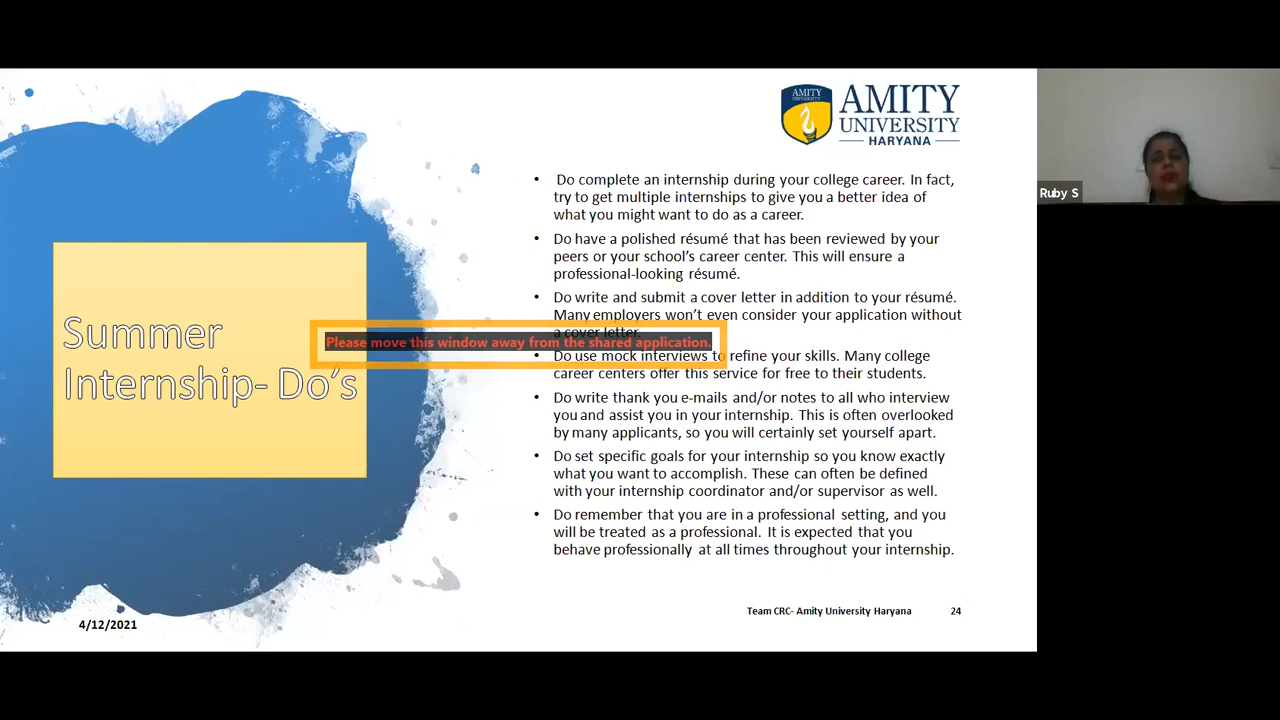 AMITY
UNIVERSITY
AMITY
UNIVERSITY
HARYANA
Ruby S
Summer
Internship- Do's
• Do complete an internship during your college career. In fact,
try to get multiple internships to give you a better idea of
what you might want to do as a career.
• Do have a polished résumé that has been reviewed by your
peers or your school's career center. This will ensure a
professional-looking résumé.
• Do write and submit a cover letter in addition to your résumé.
Many employers won't even consider your application without
a cover letter.
Please move this window away from the shared application.
• Do use mock interviews to refine your skills. Many college
career centers offer this service for free to their students.
• Do write thank you e-mails and/or notes to all who interview
you and assist you in your internship. This is often overlooked
by many applicants, so you will certainly set yourself apart.
• Do set specific goals for your internship so you know exactly
what you want to accomplish. These can often be defined
with your internship coordinator and/or supervisor as well.
• Do remember that you are in a professional setting, and you
will be treated as a professional. It is expected that you
behave professionally at all times throughout your internship.
4/12/2021
Team CRC- Amity University Haryana
24